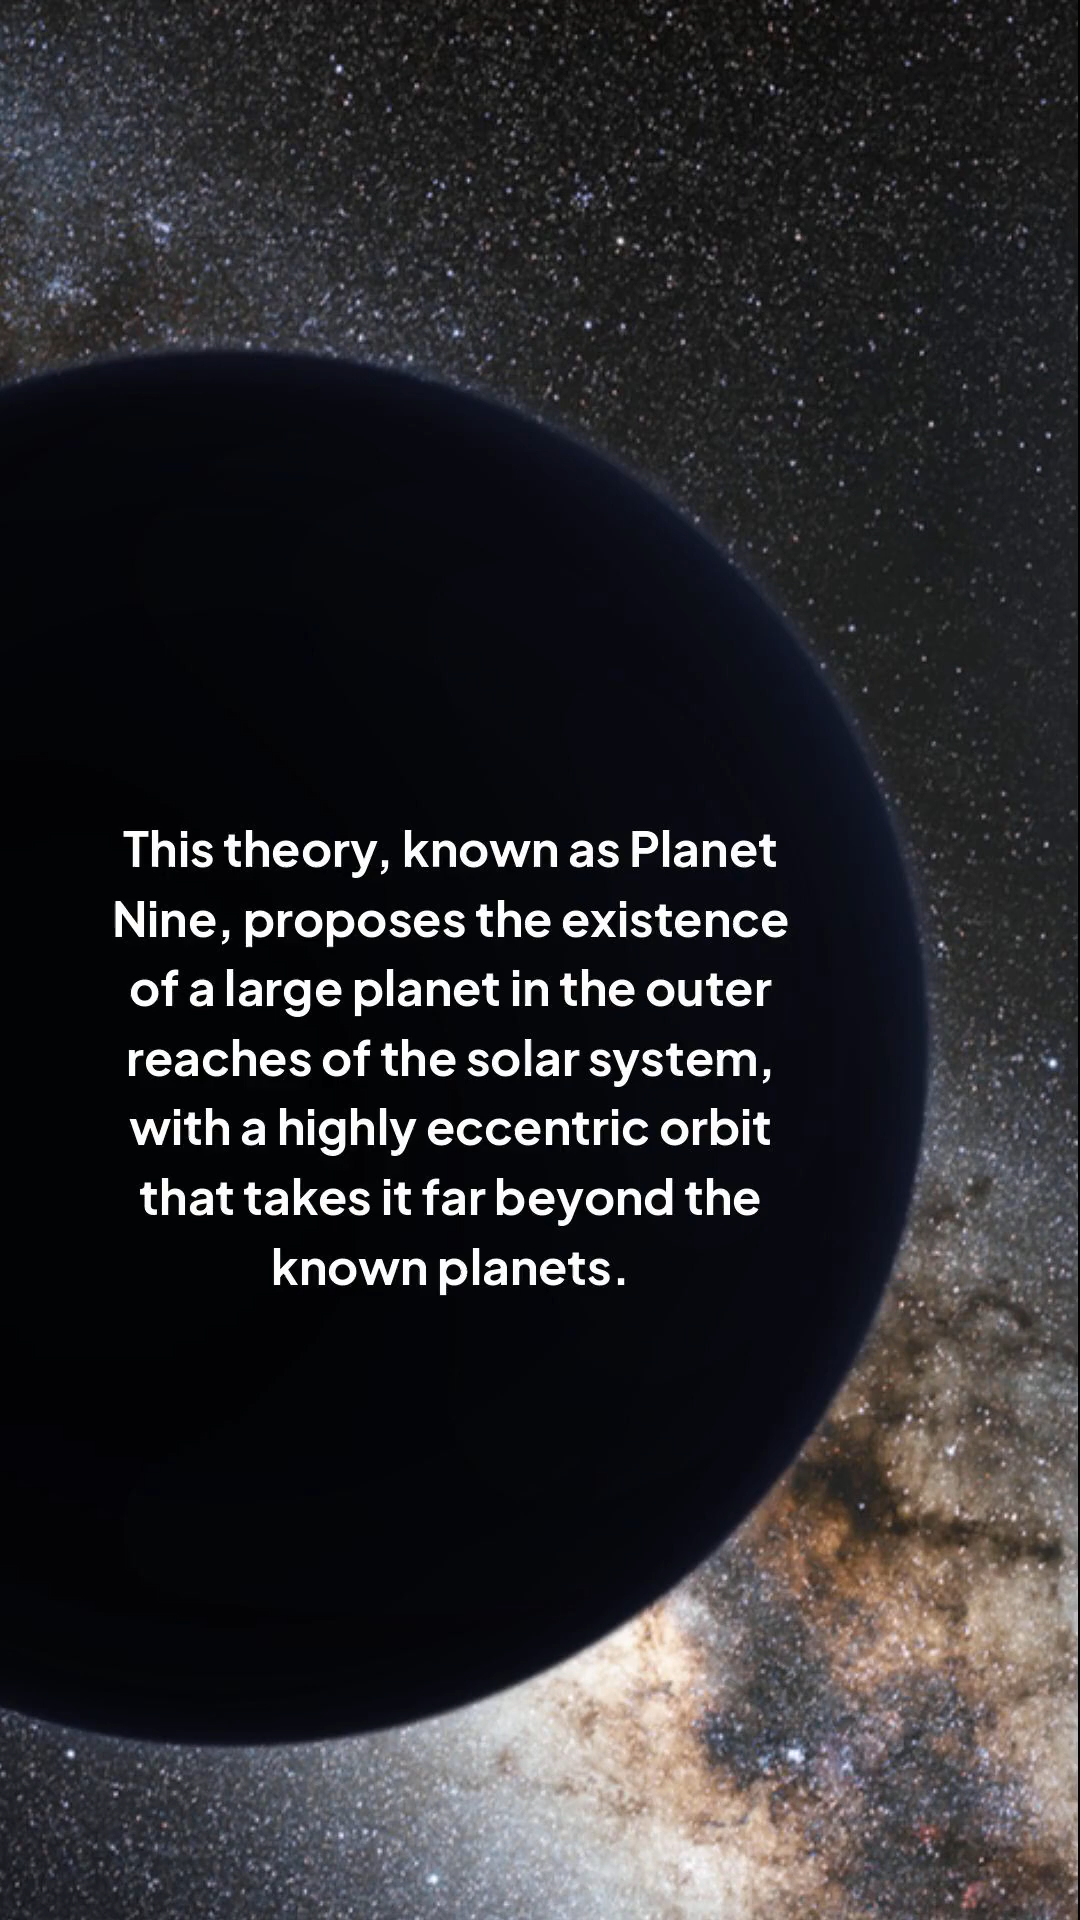 This theory, known as Planet
Nine, proposes the existence
of a large planet in the outer
reaches of the solar system,
with a highly eccentric orbit
that takes it far beyond the
known planets.